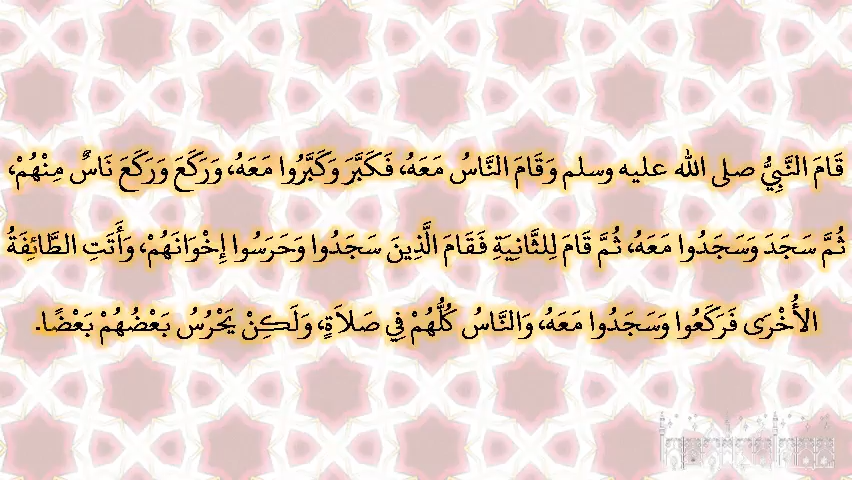 قَامَ النَّبِيُّ صلى الله عليه وسلم وَقَامَ النَّاسُ مَعَهُ، فَكَبَّرَ وَكَبَّرُوا مَعَهُ، وَرَكَعَ وَرَكَعَ نَاسٌ مِنْهُمْ،
ثُمَّ سَجَدَ وَسَجَدُوا مَعَهُ، ثُمَّ قَامَ لِلثَّانِيَةِ فَقَامَ الَّذِينَ سَجَدُوا وَحَرَسُوا إِخْوَانَهُمْ، وَأَتَتِ الطَّائِفَةُ
الأُخْرَى فَرَكَعُوا وَسَجَدُوا مَعَهُ، وَالنَّاسُ كُلُّهُمْ فِي صَلاَةٍ، وَلَكِنْ يَحْرُسُ بَعْضُهُمْ بَعْضًا.